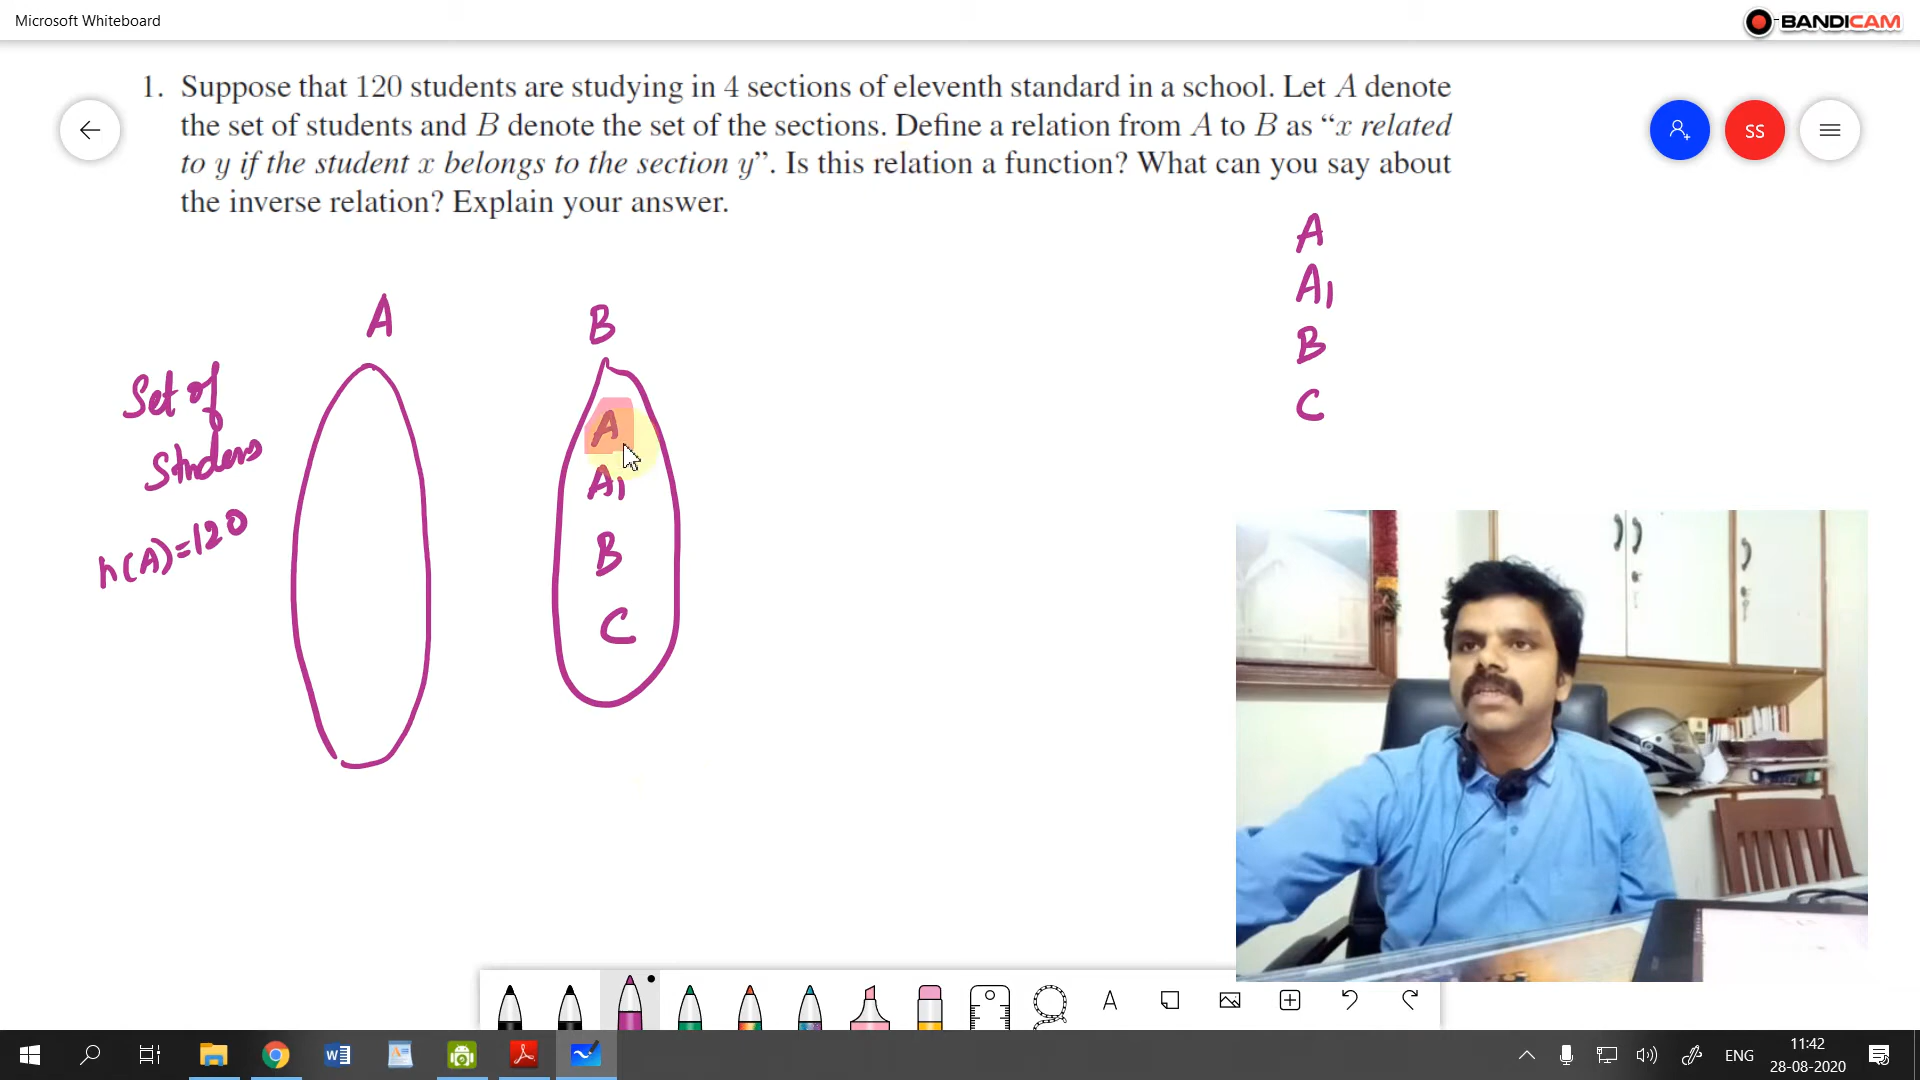 Microsoft Whiteboard
BANDICAM
1. Suppose that 120 students are studying in 4 sections of eleventh standard in a school. Let A denote
the set of students and B denote the set of the sections. Define a relation from A to B as “x related
to y if the student x belongs to the section y”. Is this relation a function? What can you say about
the inverse relation? Explain your answer.
SS
A
A1
B
C
A
B
Set of
n(A)=120
A
A1
B
C
A
ENG
11:42
28-08-2020